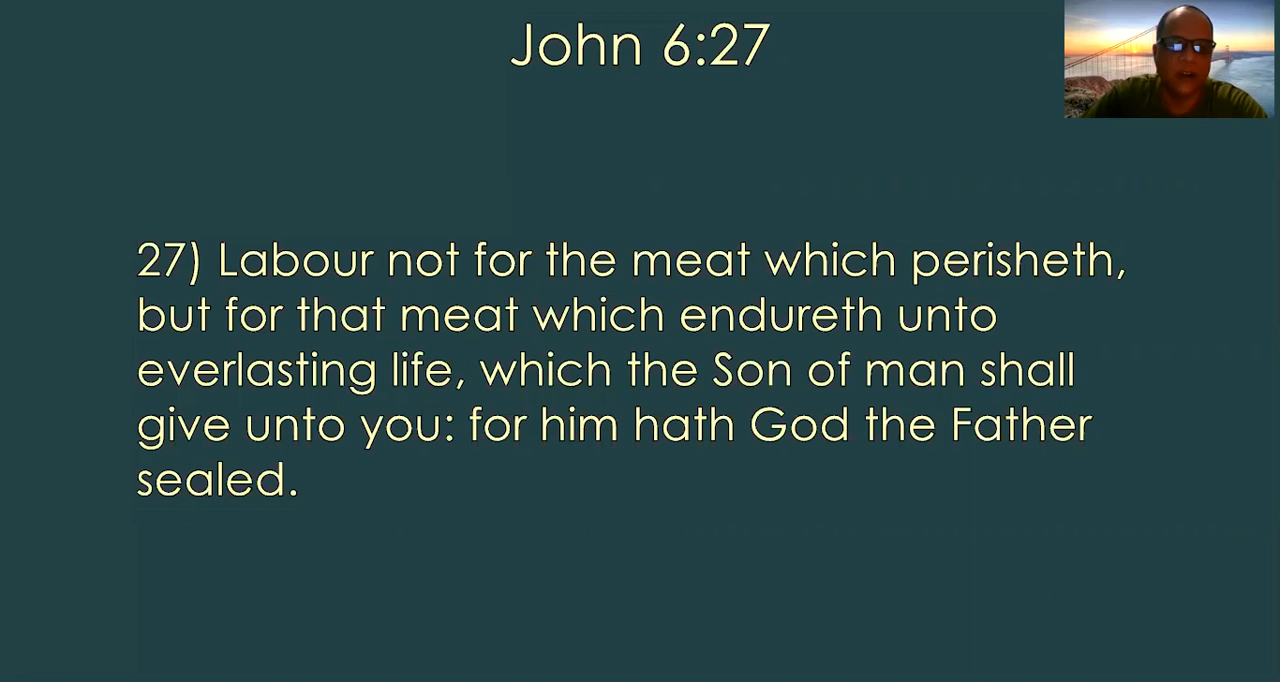 John 6:27
27) Labour not for the meat which perisheth,
but for that meat which endureth unto
everlasting life, which the Son of man shall
give unto you: for him hath God the Father
sealed.